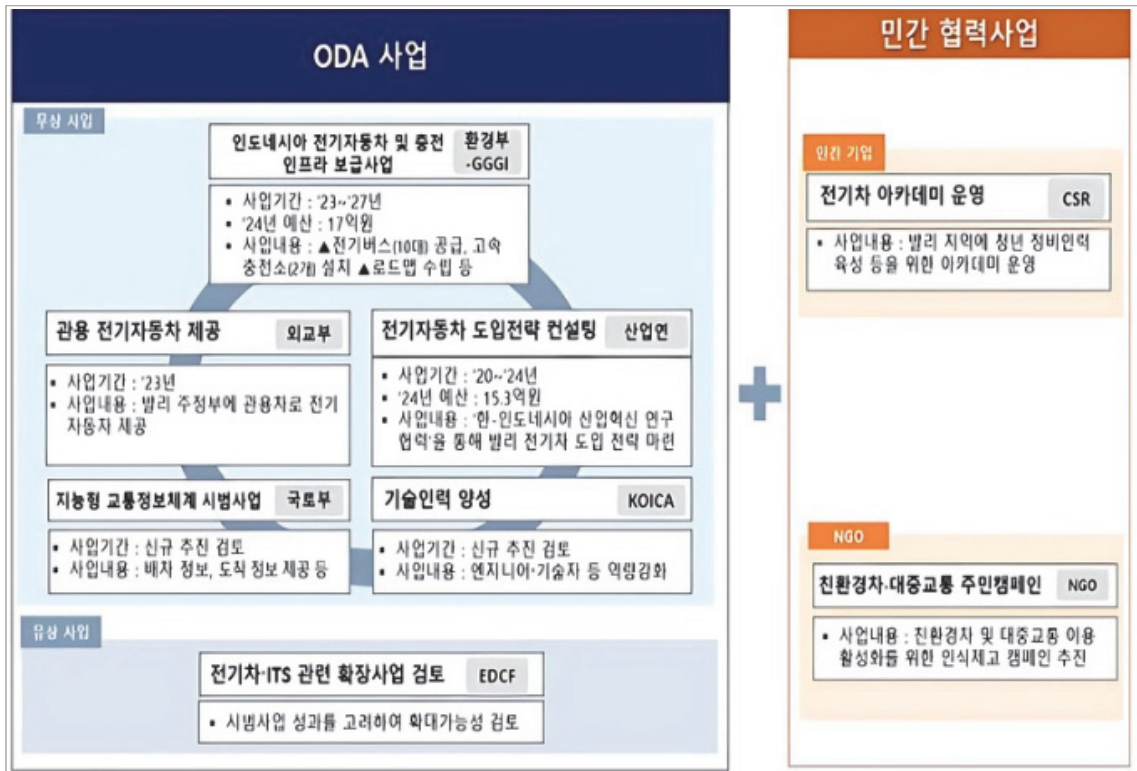 ODA 사업
무상 사업
인도네시아 전기자동차 및 충전
인프라 보급사업
환경부
-GGGI
▪ 사업기간 : '23~'27년
▪ '24년 예산 : 17억원
▪ 사업내용 : ▲전기버스(10대) 공급, 고속
충전소(2개) 설치 ▲로드맵 수립 등
관용 전기자동차 제공
외교부
▪ 사업기간 : '23년
▪ 사업내용 : 발리 주정부에 관용차로 전기
자동차 제공
전기자동차 도입전략 컨설팅
산업연
▪ 사업기간 : '20~'24년
▪ '24년 예산 : 15.3억원
▪ 사업내용 : '한-인도네시아 산업혁신 연구
협력'을 통해 발리 전기차 도입 전략 마련
지능형 교통정보체계 시범사업
국토부
▪ 사업기간 : 신규 추진 검토
▪ 사업내용 : 배차 정보, 도착 정보 제공 등
기술인력 양성
KOICA
▪ 사업기간 : 신규 추진 검토
▪ 사업내용 : 엔지니어·기술자 등 역량강화
유상 사업
전기차·ITS 관련 확장사업 검토
EDCF
▪ 시범사업 성과를 고려하여 확대가능성 검토
+
민간 협력사업
민간 기업
전기차 아카데미 운영
CSR
▪ 사업내용 : 발리 지역에 청년 정비인력
육성 등을 위한 아카데미 운영
NGO
친환경차·대중교통 주민캠페인
NGO
▪ 사업내용 : 친환경차 및 대중교통 이용
활성화를 위한 인식제고 캠페인 추진